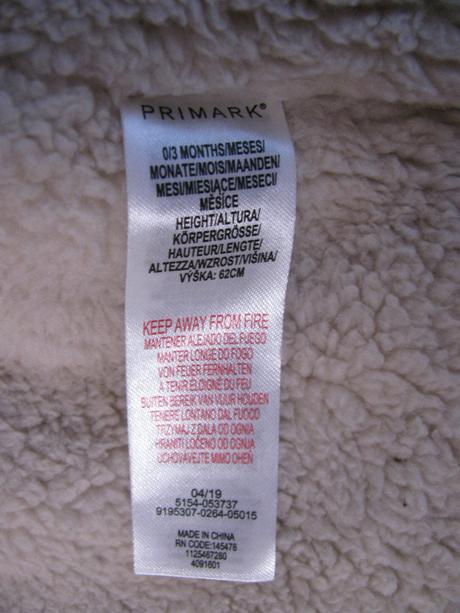 PRIMARK®
0/3 MONTHS/MESES/
MONATE/MOIS/MAANDEN/
MESI/MIESIĄCE/MESECI/
MĚSÍCE
HEIGHT/ALTURA/
KÖRPERGRÖSSE/
HAUTEUR/LENGTE/
ALTEZZA/WZROST/VIŠINA/
VÝŠKA: 62CM
KEEP AWAY FROM FIRE
MANTENER ALEJADO DEL FUEGO
MANTER LONGE DO FOGO
VON FEUER FERNHALTEN
A TENIR ÉLOIGNÉ DU FEU
BUITEN BEREIK VAN VUUR HOUDEN
TENERE LONTANO DAL FUOCO
TRZYMAJ Z DALA OD OGNIA
HRANITI LOČENO OD OGNJA
UCHOVÁVEJTE MIMO OHEŇ
04/19
5154-053737
9195307-0264-05015
MADE IN CHINA
RN CODE:145478
1125467280
4091601